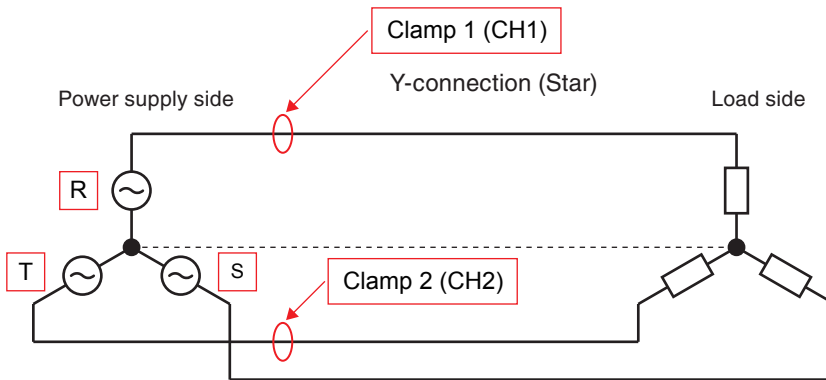 Clamp 1 (CH1)
Y-connection (Star)
Power supply side
Load side
R
T
S
Clamp 2 (CH2)